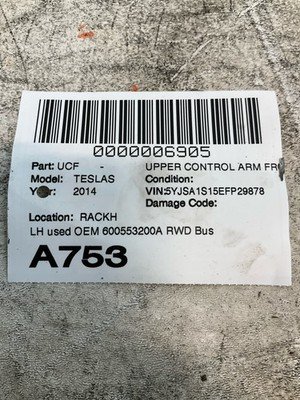 0000006905
Part: UCF - UPPER CONTROL ARM FR
Model: TESLAS Condition:
Year: 2014 VIN:5YJSA1S15EFP29878
Damage Code:
Location: RACKH
LH used OEM 600553200A RWD Bus
A753